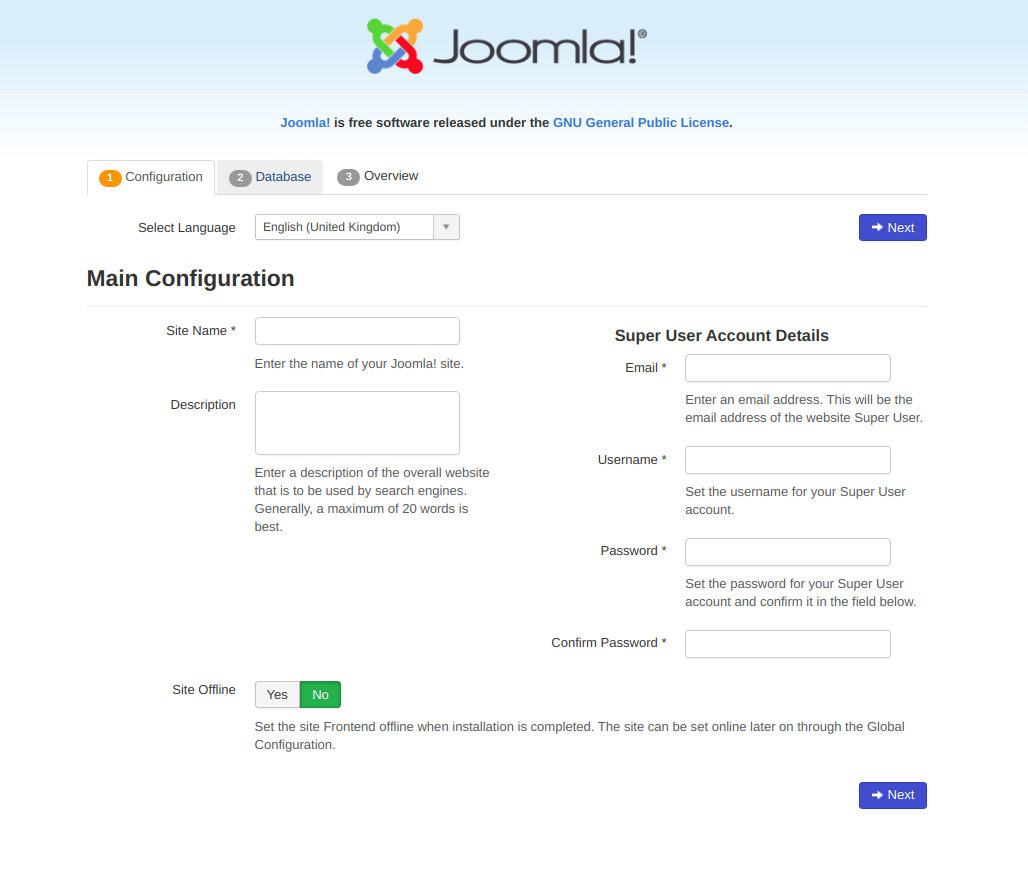 Joomla!®
Joomla! is free software released under the GNU General Public License.
1 Configuration
2 Database
3 Overview
Select Language
English (United Kingdom)
Next
Main Configuration
Site Name *
Enter the name of your Joomla! site.
Description
Enter a description of the overall website
that is to be used by search engines.
Generally, a maximum of 20 words is
best.
Super User Account Details
Email *
Enter an email address. This will be the
email address of the website Super User.
Username *
Set the username for your Super User
account.
Password *
Set the password for your Super User
account and confirm it in the field below.
Confirm Password *
Site Offline
Yes No
Set the site Frontend offline when installation is completed. The site can be set online later on through the Global
Configuration.
Next